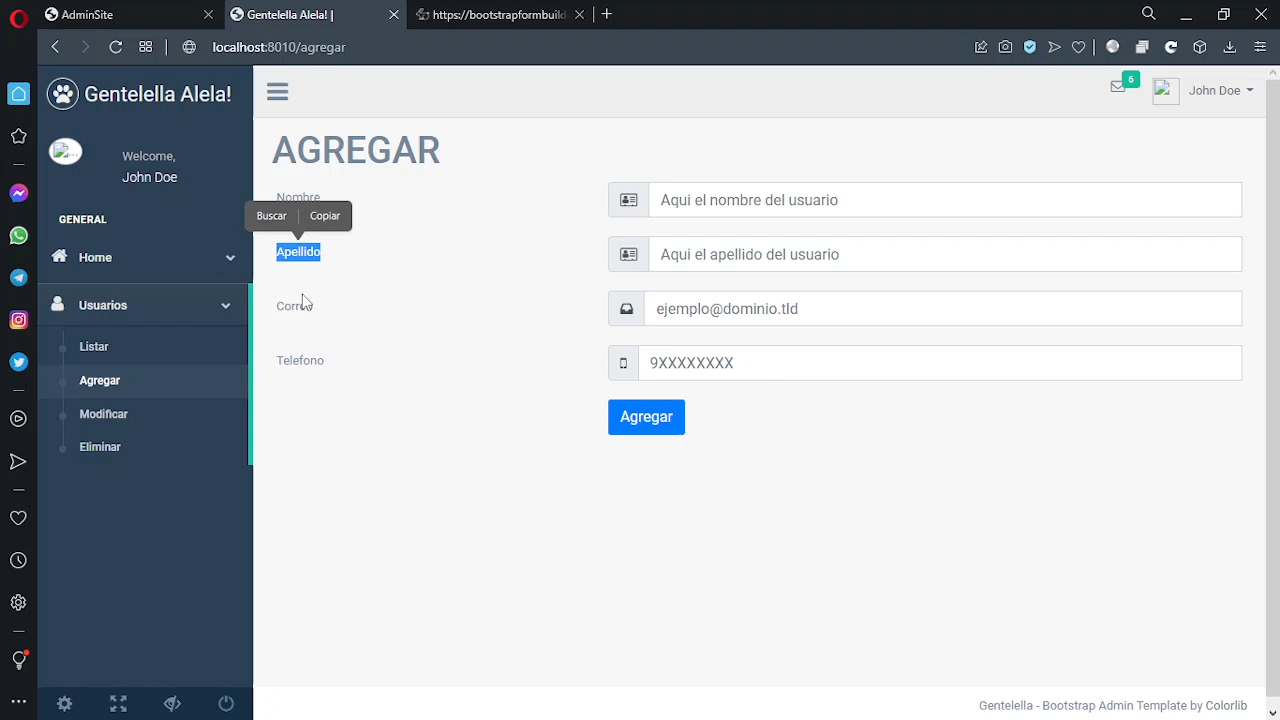 AdminSite
Gentelella Alela! |
https://bootstrapformbuild
localhost:8010/agregar
Gentelella Alela!
6
John Doe
Welcome,
John Doe
GENERAL
Home
Usuarios
Listar
Agregar
Modificar
Eliminar
AGREGAR
Nombre
Aqui el nombre del usuario
Buscar
Copiar
Apellido
Aqui el apellido del usuario
Correo
ejemplo@dominio.tld
Telefono
9XXXXXXXX
Agregar
Gentelella - Bootstrap Admin Template by Colorlib